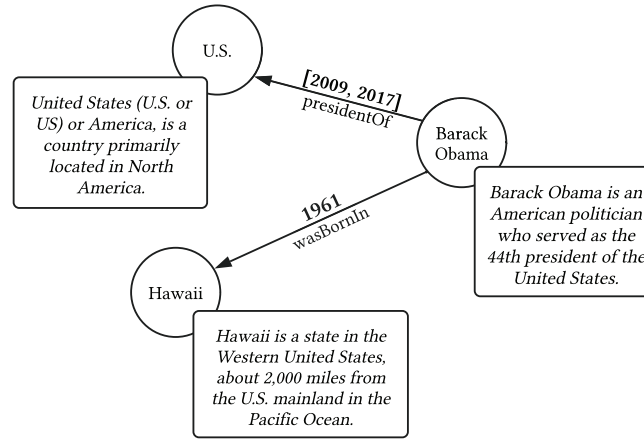 U.S.
United States (U.S. or
US) or America, is a
country primarily
located in North
America.
[2009, 2017]
presidentOf
Barack
Obama
Barack Obama is an
American politician
who served as the
44th president of the
United States.
1961
wasBornIn
Hawaii
Hawaii is a state in the
Western United States,
about 2,000 miles from
the U.S. mainland in the
Pacific Ocean.